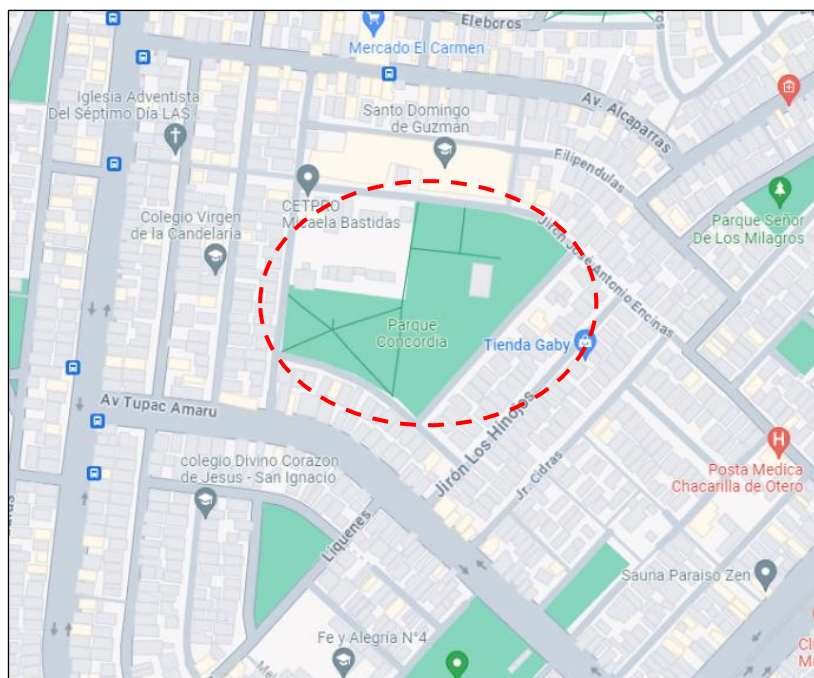 Eleboros
Mercado El Carmen
Av. Alcaparras
Iglesia Adventista
Del Séptimo Día LAS
Santo Domingo
de Guzmán
Filipendulas
CETPRO
Micaela Bastidas
Colegio Virgen
de la Candelaria
Jirón José Antonio Encinas
Parque Señor
De Los Milagros
Parque
Concordia
Tienda Gaby
Av Tupac Amaru
Jirón Los Hinojos
Jr. Cidras
colegio Divino Corazon
de Jesus - San Ignacio
Posta Medica
Chacarilla de Otero
Liquenes
Sauna Paraiso Zen
Fe y Alegría N°4